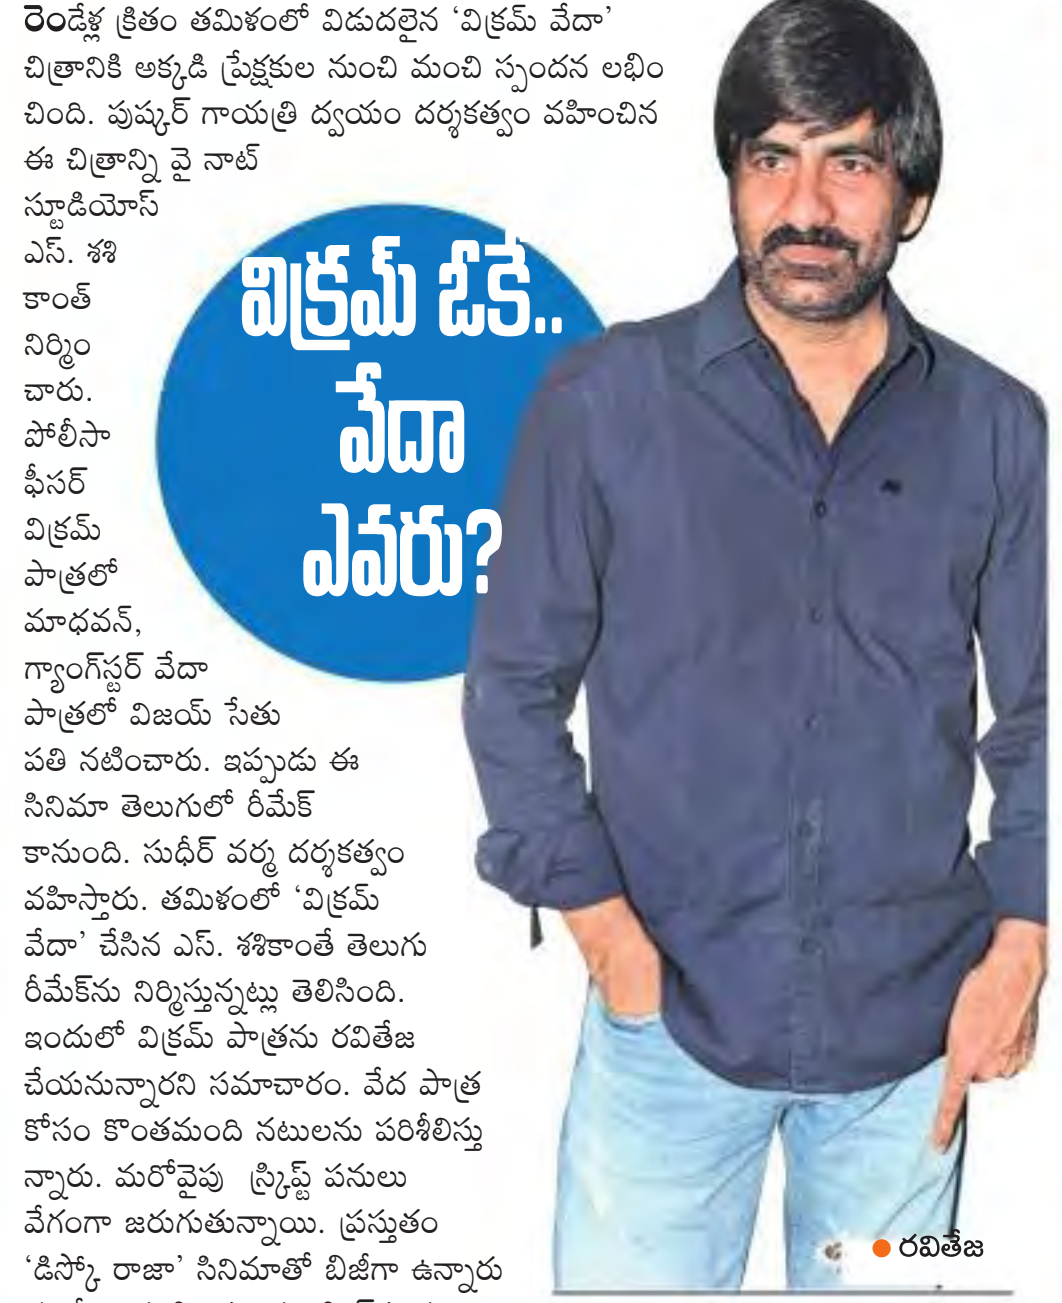 రెండేళ్ల క్రితం తమిళంలో విడుదలైన ‘విక్రమ్ వేదా’
చిత్రానికి అక్కడి ప్రేక్షకుల నుంచి మంచి స్పందన లభిం
చింది. పుష్కర్ గాయత్రి ద్వయం దర్శకత్వం వహించిన
ఈ చిత్రాన్ని వై నాట్
స్టూడియోస్
ఎస్. శశి
కాంత్
నిర్మిం
చారు.
పోలీసా
ఫీసర్
విక్రమ్
పాత్రలో
మాధవన్,
గ్యాంగ్‌స్టర్ వేదా
పాత్రలో విజయ్ సేతు
పతి నటించారు. ఇప్పుడు ఈ
సినిమా తెలుగులో రీమేక్
కానుంది. సుధీర్ వర్మ దర్శకత్వం
వహిస్తారు. తమిళంలో ‘విక్రమ్
వేదా’ చేసిన ఎస్. శశికాంతే తెలుగు
రీమేక్‌ను నిర్మిస్తున్నట్లు తెలిసింది.
ఇందులో విక్రమ్ పాత్రను రవితేజ
చేయనున్నారని సమాచారం. వేద పాత్ర
కోసం కొంతమంది నటులను పరిశీలిస్తు
న్నారు. మరోవైపు స్క్రిప్ట్ పనులు
వేగంగా జరుగుతున్నాయి. ప్రస్తుతం
‘డిస్కో రాజా’ సినిమాతో బిజీగా ఉన్నారు
విక్రమ్ ఓకే..
వేదా
ఎవరు?
● రవితేజ